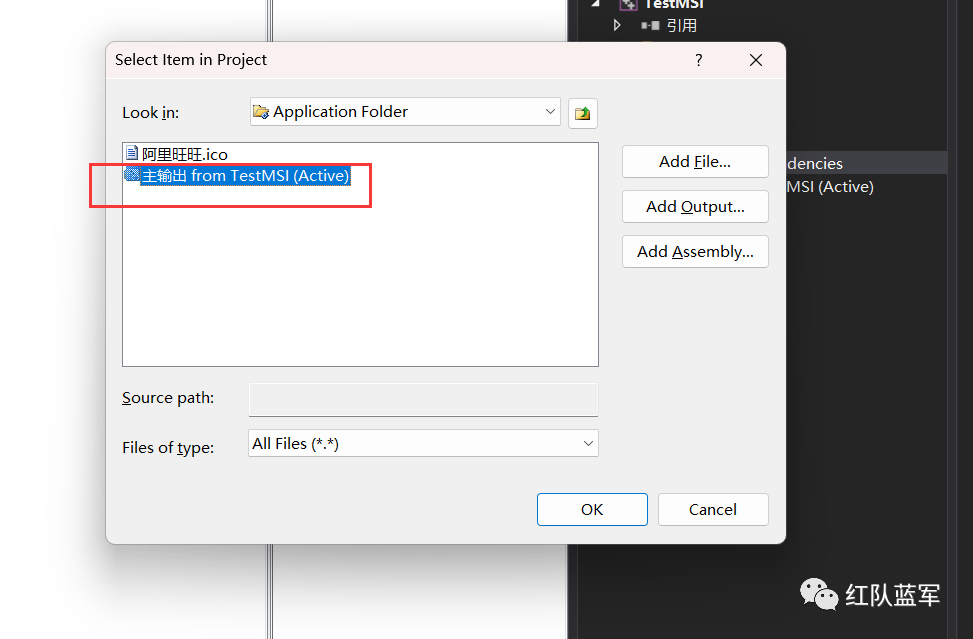 TestMSI
引用
Select Item in Project
?
Look in:
Application Folder
阿里旺旺.ico
主输出 from TestMSI (Active)
Add File...
Add Output...
Add Assembly...
dencies
MSI (Active)
Source path:
Files of type:
All Files (*.*)
OK
Cancel
红队蓝军